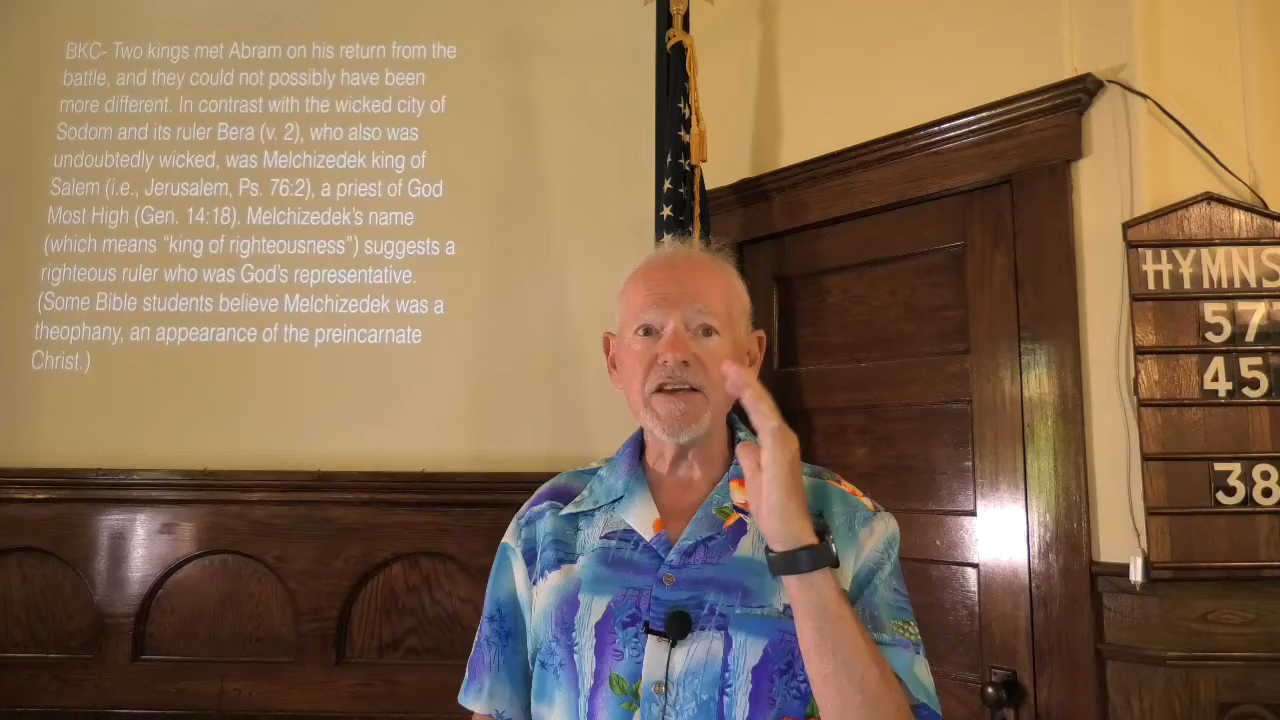 BKC- Two kings met Abram on his return from the
battle, and they could not possibly have been
more different. In contrast with the wicked city of
Sodom and its ruler Bera (v. 2), who also was
undoubtedly wicked, was Melchizedek king of
Salem (i.e., Jerusalem, Ps. 76:2), a priest of God
Most High (Gen. 14:18). Melchizedek's name
(which means “king of righteousness”) suggests a
righteous ruler who was God's representative.
(Some Bible students believe Melchizedek was a
theophany, an appearance of the preincarnate
Christ.)
HYMNS
57
45
38